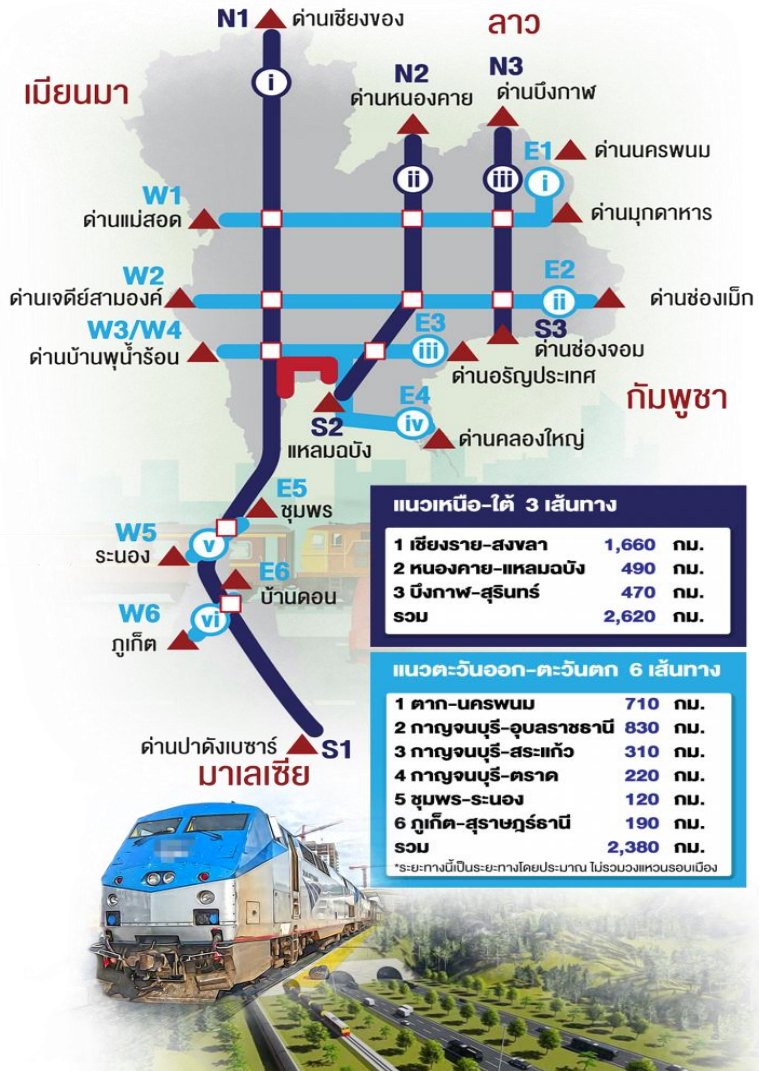 N1 ด่านเชียงของ
ลาว
i
N2
ด่านหนองคาย
N3
ด่านบึงกาฬ
เมียนมา
E1 ด่านนครพนม
ii
iii
i
W1
ด่านแม่สอด
ด่านมุกดาหาร
W2
ด่านเจดีย์สามองค์
E2
ii
ด่านช่องเม็ก
W3/W4
ด่านบ้านพุน้ำร้อน
E3
iii
S3
ด่านช่องจอม
ด่านอรัญประเทศ
กัมพูชา
S2
แหลมฉบัง
E4
iv
ด่านคลองใหญ่
E5
ชุมพร
W5
ระนอง
v
E6
บ้านดอน
W6
ภูเก็ต
vi
ด่านปาดังเบซาร์ S1
มาเลเซีย
แนวเหนือ-ใต้ 3 เส้นทาง
1 เชียงราย-สงขลา 1,660 กม.
2 หนองคาย-แหลมฉบัง 490 กม.
3 บึงกาฬ-สุรินทร์ 470 กม.
รวม 2,620 กม.
แนวตะวันออก-ตะวันตก 6 เส้นทาง
1 ตาก-นครพนม 710 กม.
2 กาญจนบุรี-อุบลราชธานี 830 กม.
3 กาญจนบุรี-สระแก้ว 310 กม.
4 กาญจนบุรี-ตราด 220 กม.
5 ชุมพร-ระนอง 120 กม.
6 ภูเก็ต-สุราษฎร์ธานี 190 กม.
รวม 2,380 กม.
*ระยะทางนี้เป็นระยะทางโดยประมาณ ไม่รวมวงแหวนรอบเมือง